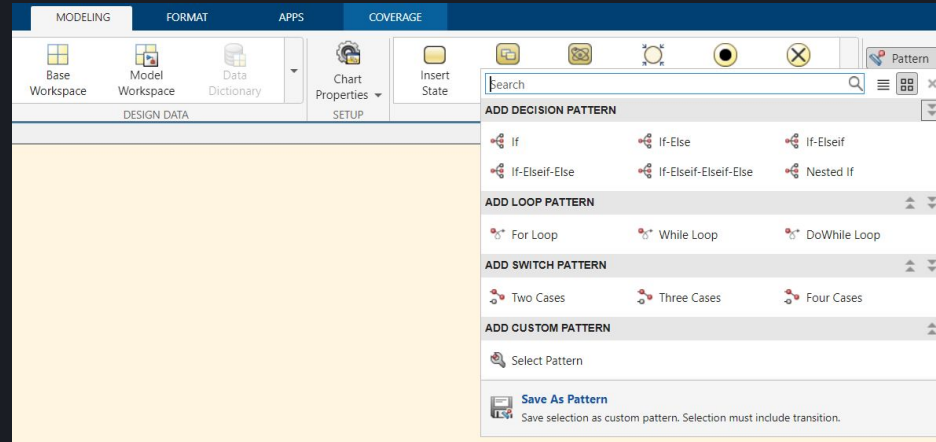 MODELING FORMAT APPS COVERAGE
Base Workspace
Model Workspace
Data Dictionary
DESIGN DATA
Chart Properties
SETUP
Insert State
Pattern
Search
ADD DECISION PATTERN
If If-Else If-Elseif
If-Elseif-Else If-Elseif-Elseif-Else Nested If
ADD LOOP PATTERN
For Loop While Loop DoWhile Loop
ADD SWITCH PATTERN
Two Cases Three Cases Four Cases
ADD CUSTOM PATTERN
Select Pattern
Save As Pattern
Save selection as custom pattern. Selection must include transition.